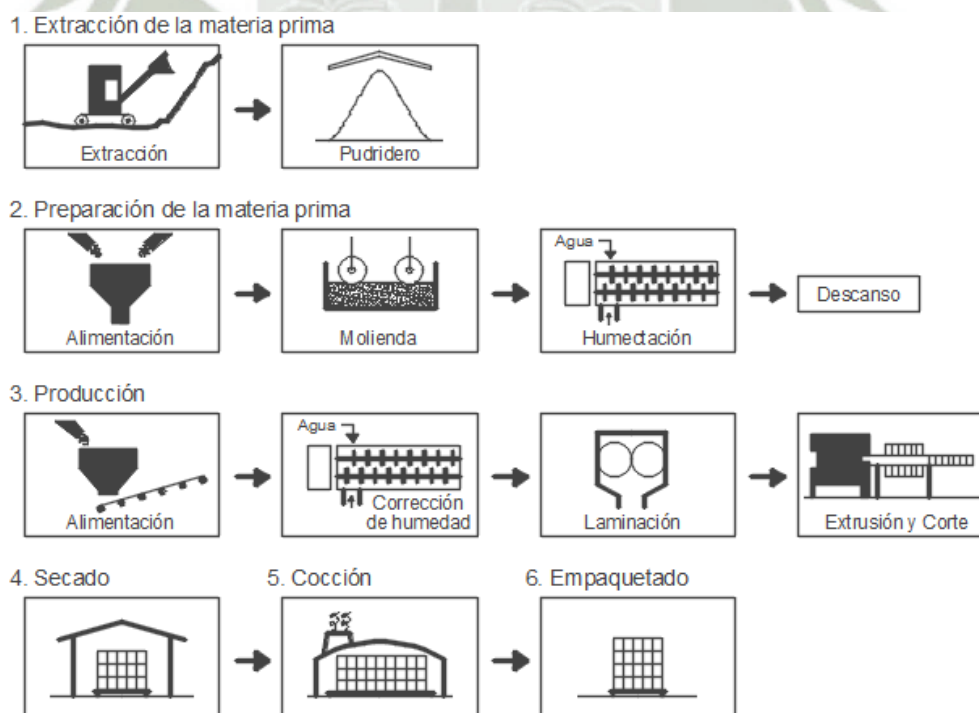 1. Extracción de la materia prima
Extracción
Pudridero
2. Preparación de la materia prima
Alimentación
Molienda
Agua
Humectación
Descanso
3. Producción
Alimentación
Agua
Corrección
de humedad
Laminación
Extrusión y Corte
4. Secado
5. Cocción
6. Empaquetado